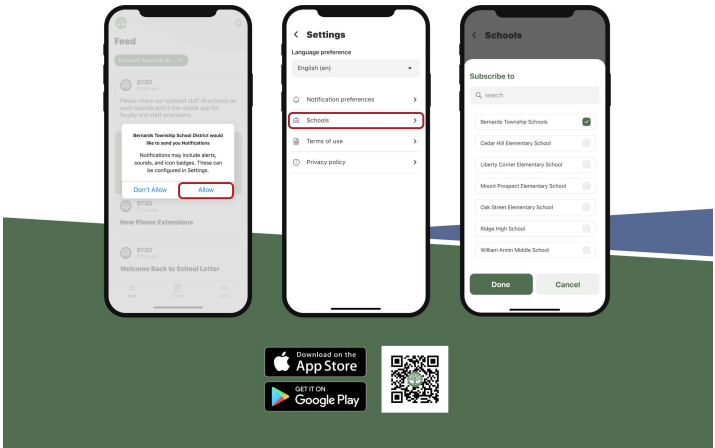 Feed
Bernards Township Sc...
BTSD
2 days ago
Please check our updated staff directories on
each website and in the mobile app for
faculty and staff extensions.
Bernards Township School District would
like to send you Notifications
Notifications may include alerts,
sounds, and icon badges. These can
be configured in Settings.
Don't Allow
Allow
BTSD
New Phone Extensions
BTSD
Welcome Back to School Letter
Feed
Settings
Language preference
English (en)
Notification preferences
Schools
Terms of use
Privacy policy
Schools
Subscribe to
search
Bernards Township Schools
Cedar Hill Elementary School
Liberty Corner Elementary School
Mount Prospect Elementary School
Oak Street Elementary School
Ridge High School
William Annin Middle School
Done
Cancel
Download on the
App Store
GET IT ON
Google Play